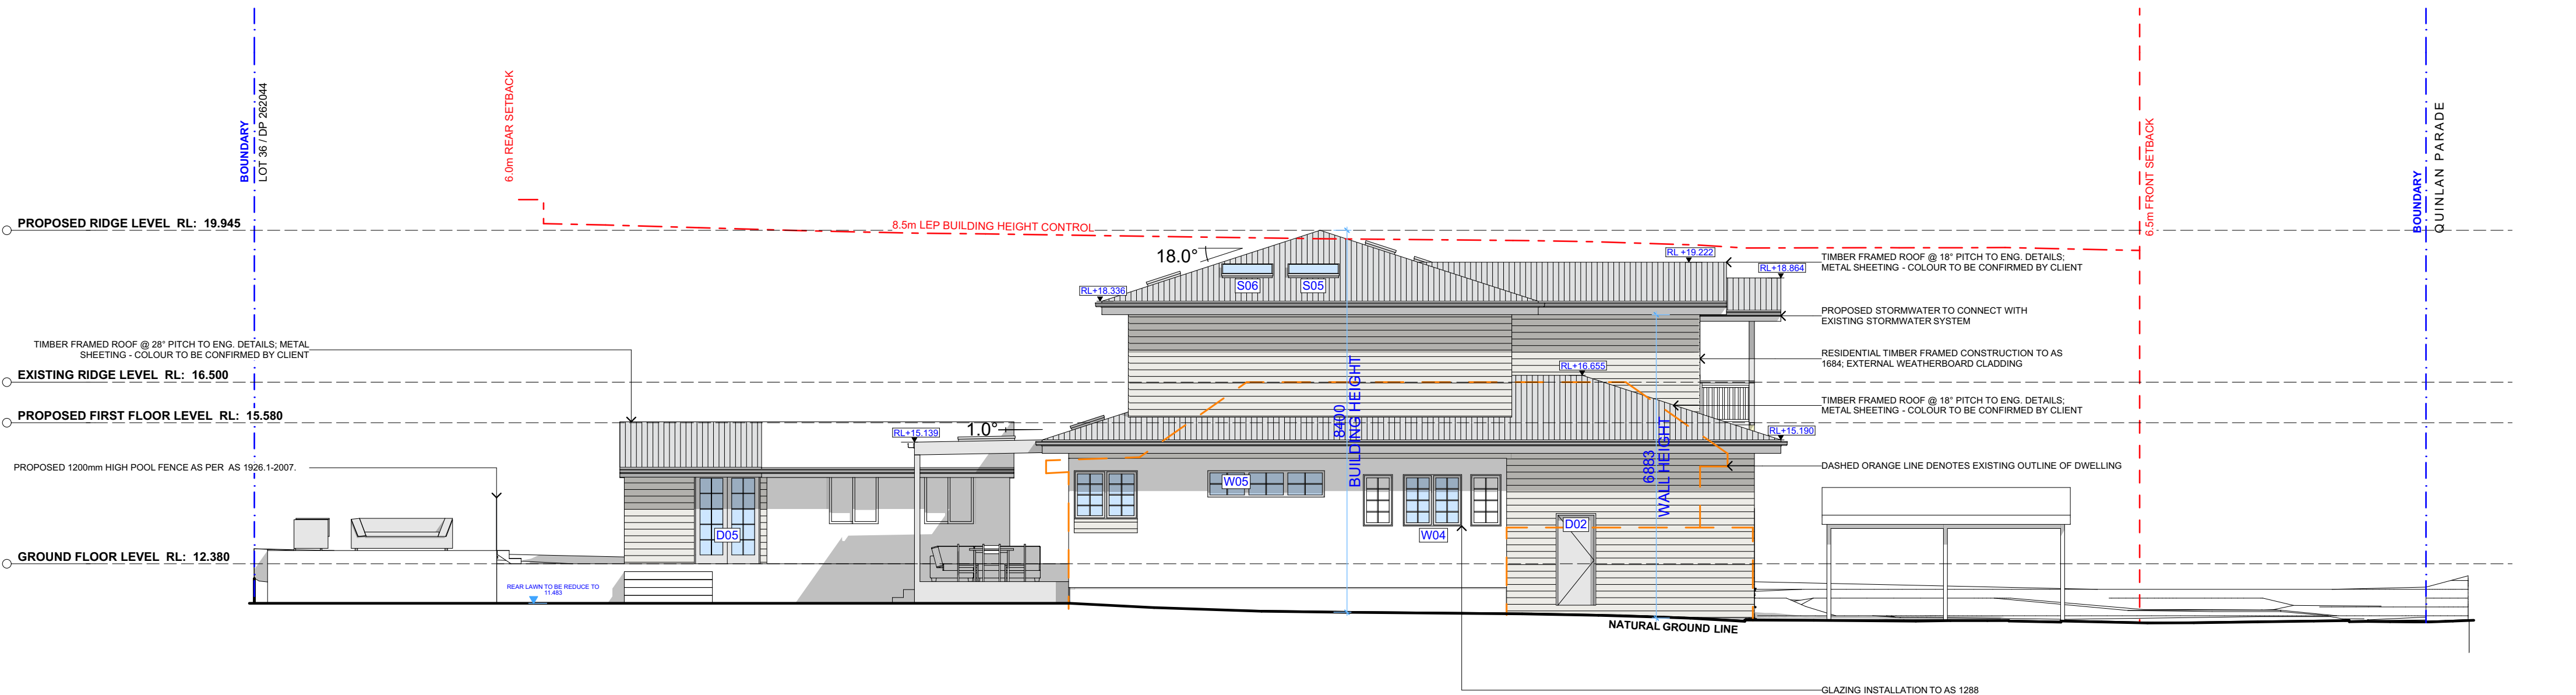 BOUNDARY
LOT 36 / DP 262044
6.0m REAR SETBACK
8.5m LEP BUILDING HEIGHT CONTROL
6.5m FRONT SETBACK
BOUNDARY
QUINLAN PARADE
PROPOSED RIDGE LEVEL RL: 19.945
18.0°
S06
S05
RL +19.222
RL+18.864
RL+18.336
TIMBER FRAMED ROOF @ 18° PITCH TO ENG. DETAILS;
METAL SHEETING - COLOUR TO BE CONFIRMED BY CLIENT
PROPOSED STORMWATER TO CONNECT WITH
EXISTING STORMWATER SYSTEM
TIMBER FRAMED ROOF @ 28° PITCH TO ENG. DETAILS; METAL
SHEETING - COLOUR TO BE CONFIRMED BY CLIENT
RESIDENTIAL TIMBER FRAMED CONSTRUCTION TO AS
1684; EXTERNAL WEATHERBOARD CLADDING
EXISTING RIDGE LEVEL RL: 16.500
RL+16.655
8400
BUILDING HEIGHT
TIMBER FRAMED ROOF @ 18° PITCH TO ENG. DETAILS;
METAL SHEETING - COLOUR TO BE CONFIRMED BY CLIENT
PROPOSED FIRST FLOOR LEVEL RL: 15.580
RL+15.139
1.0°
RL+15.190
6883
WALL HEIGHT
PROPOSED 1200mm HIGH POOL FENCE AS PER AS 1926.1-2007.
DASHED ORANGE LINE DENOTES EXISTING OUTLINE OF DWELLING
W05
D05
W04
D02
GROUND FLOOR LEVEL RL: 12.380
REAR LAWN TO BE REDUCE TO
11.483
NATURAL GROUND LINE
GLAZING INSTALLATION TO AS 1288